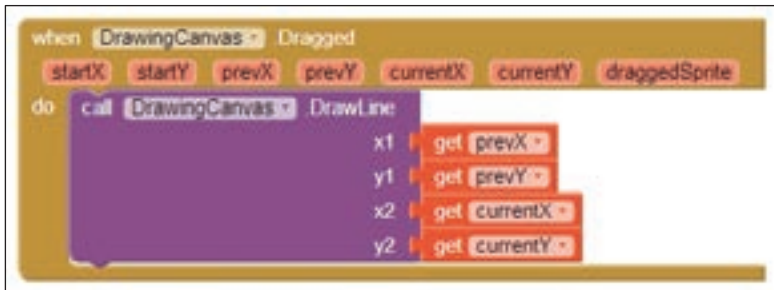 when DrawingCanvas .Dragged
startX startY prevX prevY currentX currentY draggedSprite
do call DrawingCanvas .DrawLine
x1 get prevX
y1 get prevY
x2 get currentX
y2 get currentY